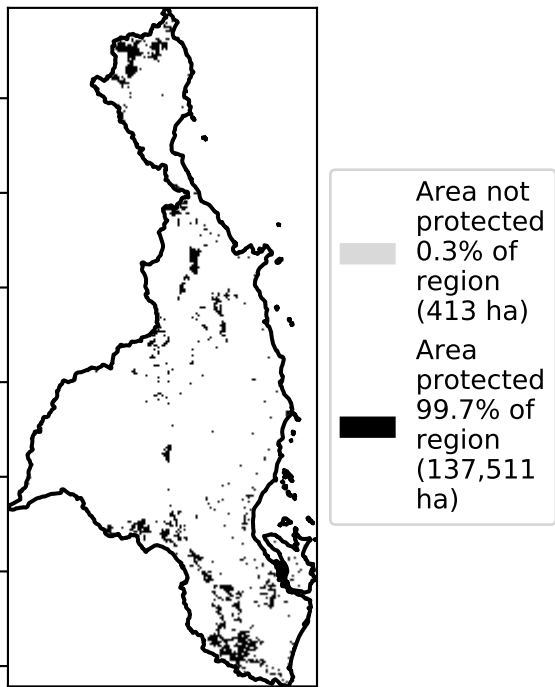 Area not
protected
0.3% of
region
(413 ha)
Area
protected
99.7% of
region
(137,511
ha)